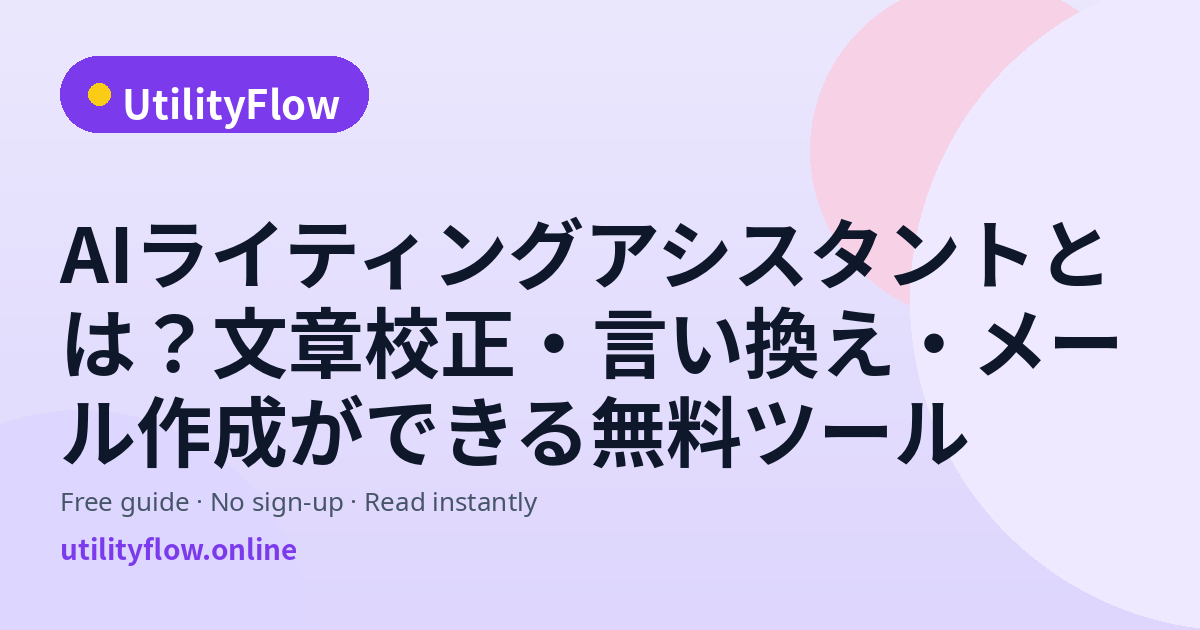 UtilityFlow
AIライティングアシスタントと
は？文章校正・言い換え・メー
ル作成ができる無料ツール
Free guide · No sign-up · Read instantly
utilityflow.online